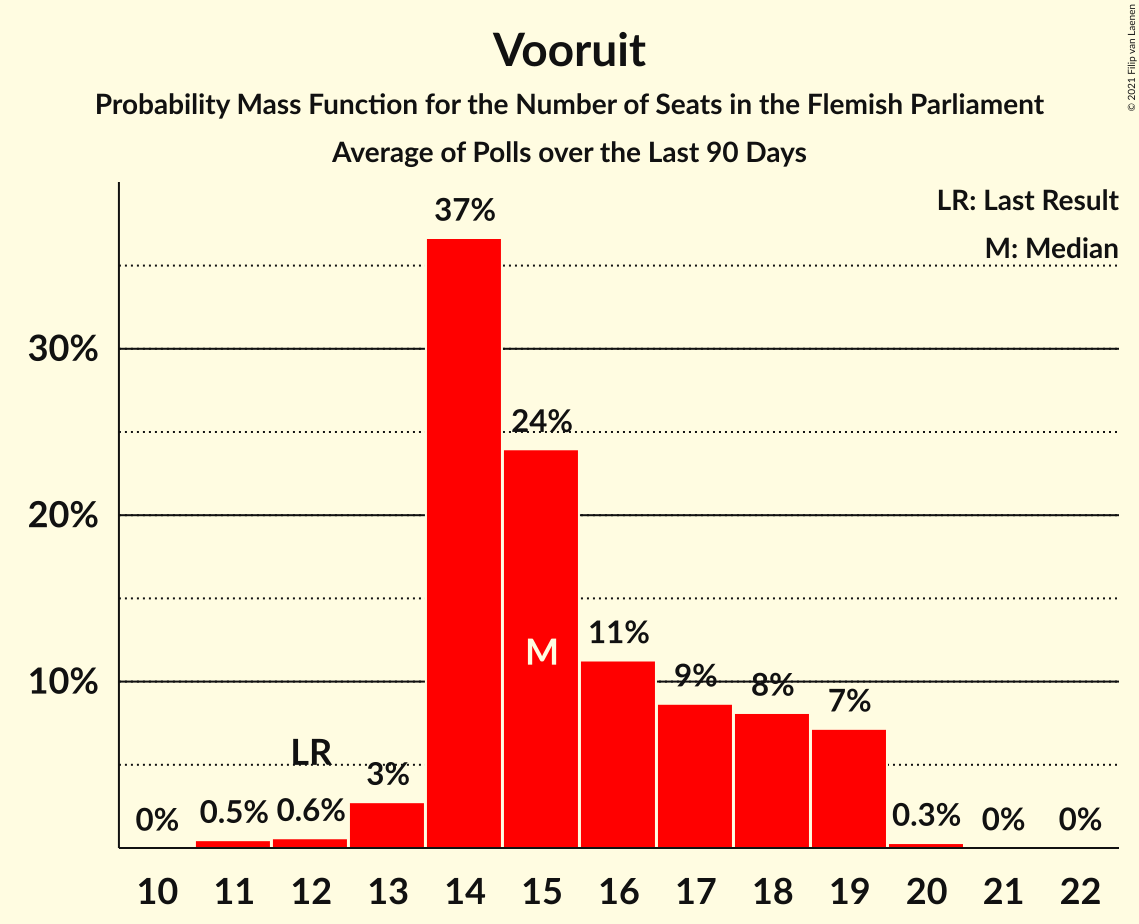 Vooruit
Probability Mass Function for the Number of Seats in the Flemish Parliament
Average of Polls over the Last 90 Days
© 2021 Filip van Laenen
LR: Last Result
M: Median
37%
30%
24%
20%
11%
M
10%
9%
8%
7%
LR
3%
0%
0.5%
0.6%
0.3%
0%
0%
10 11 12 13 14 15 16 17 18 19 20 21 22